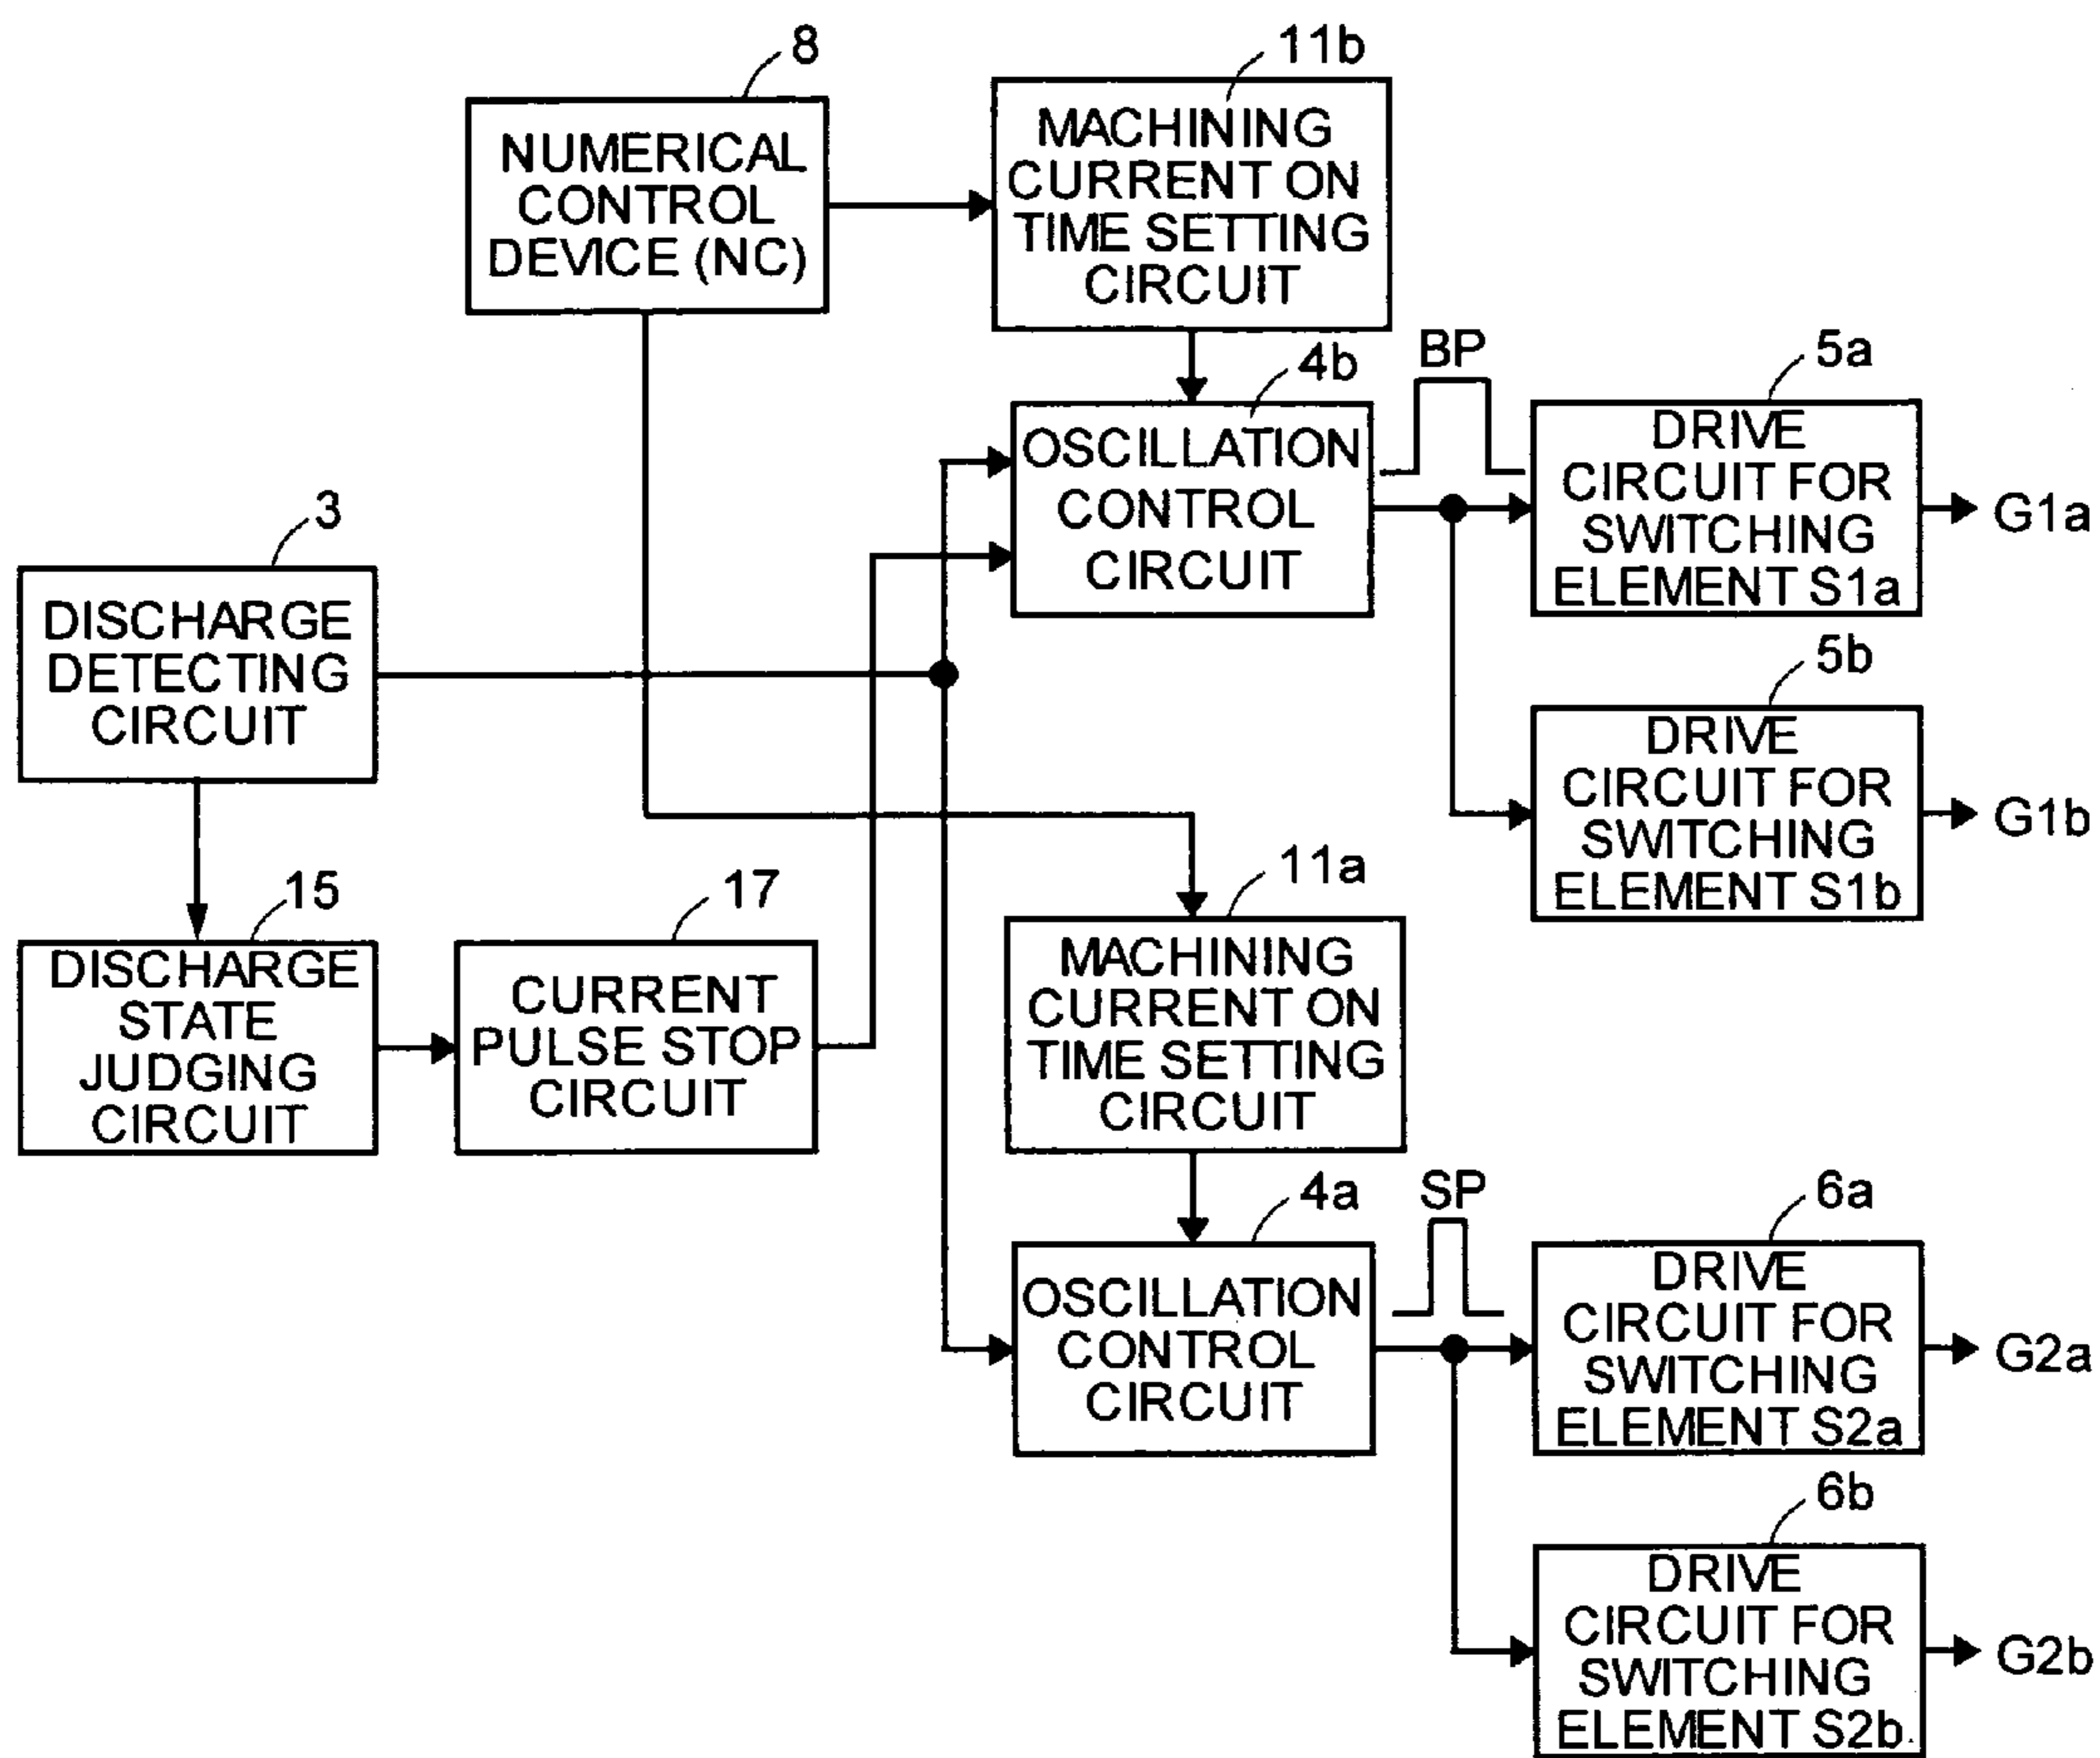 8
NUMERICAL
CONTROL
DEVICE (NC)
11b
MACHINING
CURRENT ON
TIME SETTING
CIRCUIT
3
DISCHARGE
DETECTING
CIRCUIT
4b
OSCILLATION
CONTROL
CIRCUIT
BP
5a
DRIVE
CIRCUIT FOR
SWITCHING
ELEMENT S1a
G1a
5b
DRIVE
CIRCUIT FOR
SWITCHING
ELEMENT S1b
G1b
15
DISCHARGE
STATE
JUDGING
CIRCUIT
17
CURRENT
PULSE STOP
CIRCUIT
11a
MACHINING
CURRENT ON
TIME SETTING
CIRCUIT
4a
OSCILLATION
CONTROL
CIRCUIT
SP
6a
DRIVE
CIRCUIT FOR
SWITCHING
ELEMENT S2a
G2a
6b
DRIVE
CIRCUIT FOR
SWITCHING
ELEMENT S2b
G2b